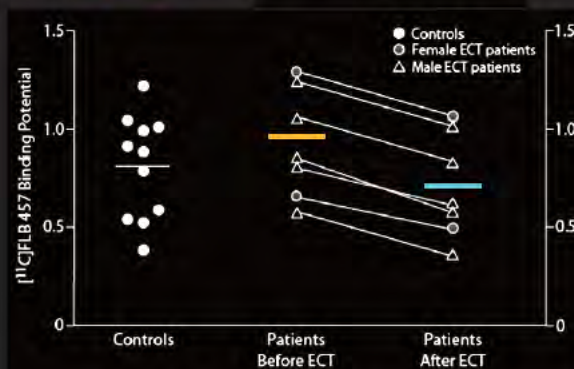 [¹¹C]FLB 457 Binding Potential
1.5
1.0
0.5
0
Controls
Female ECT patients
Male ECT patients
1.5
1.0
0.5
0
Controls
Patients
Before ECT
Patients
After ECT